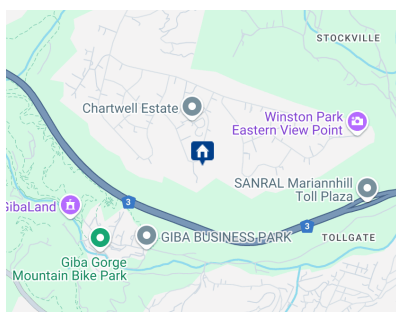 STOCKVILLE
Chartwell Estate
Winston Park
Eastern View Point
SANRAL Mariannhill
Toll Plaza
GibaLand
3
3
GIBA BUSINESS PARK
TOLLGATE
Giba Gorge
Mountain Bike Park